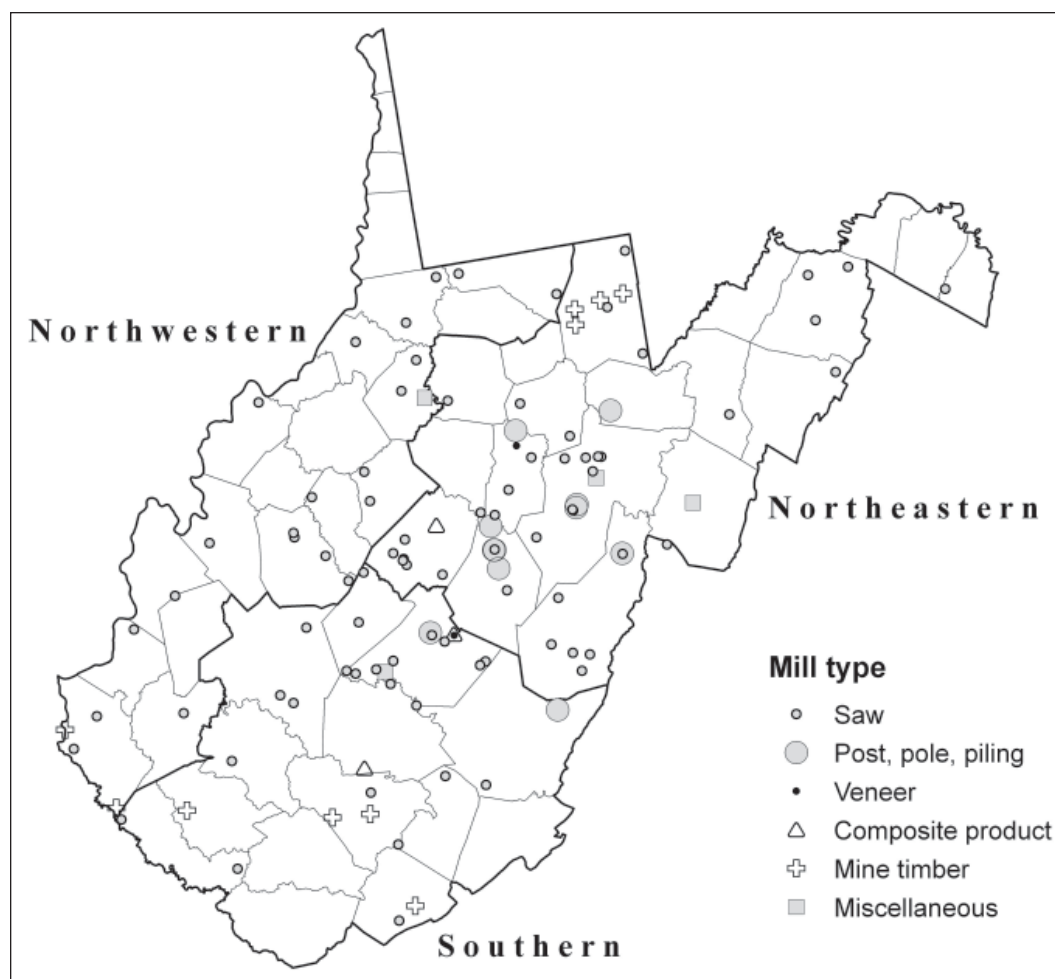 Northwestern
Northeastern
Southern
Mill type
Saw
Post, pole, piling
Veneer
Composite product
Mine timber
Miscellaneous